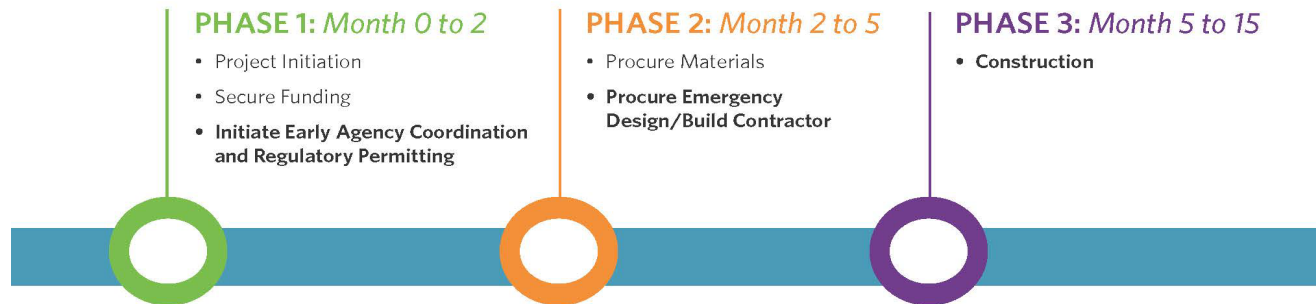 PHASE 1: Month 0 to 2
• Project Initiation
• Secure Funding
• Initiate Early Agency Coordination
and Regulatory Permitting
PHASE 2: Month 2 to 5
• Procure Materials
• Procure Emergency
Design/Build Contractor
PHASE 3: Month 5 to 15
• Construction